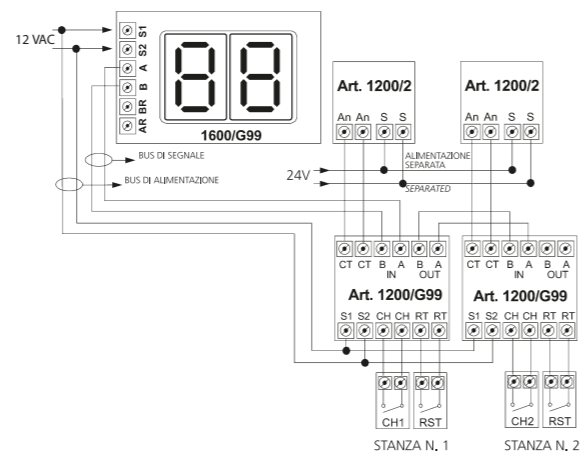 12 VAC
S1
S2
A
B
BR
AR
1600/G99
Art. 1200/2
An An S S
Art. 1200/2
An An S S
BUS DI SEGNALE
BUS DI ALIMENTAZIONE
24V
ALIMENTAZIONE
SEPARATA
SEPARATED
CT CT B A B A
IN OUT
Art. 1200/G99
S1 S2 CH CH RT RT
CT CT B A B A
IN OUT
Art. 1200/G99
S1 S2 CH CH RT RT
CH1
RST
CH2
RST
STANZA N. 1
STANZA N. 2